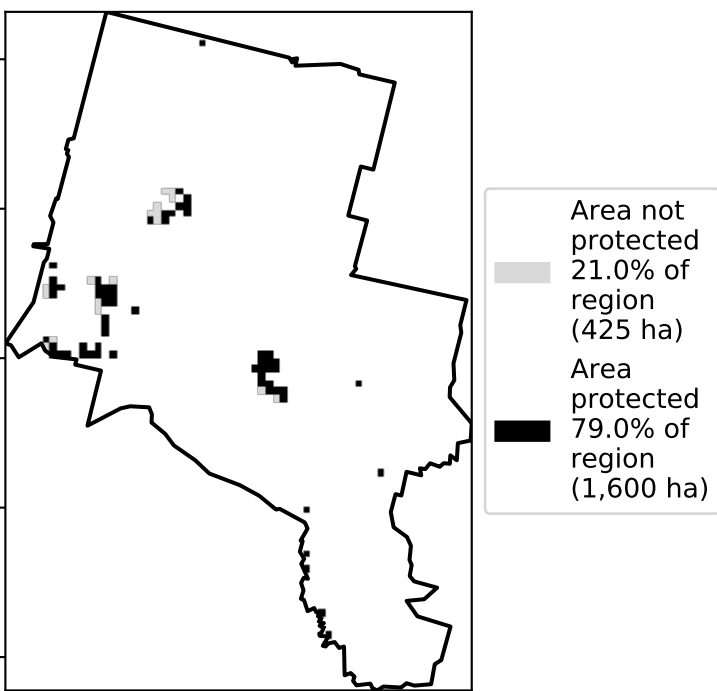 Area not
protected
21.0% of
region
(425 ha)
Area
protected
79.0% of
region
(1,600 ha)